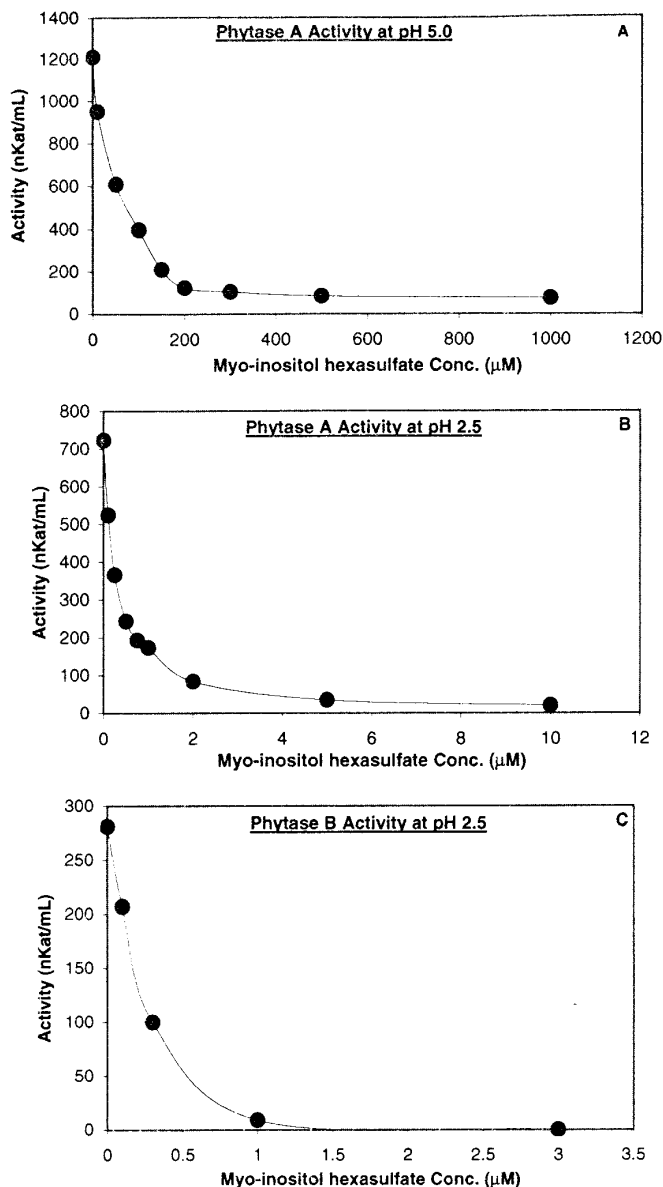 Phytase A Activity at pH 5.0
A
1400
1200
1000
800
600
400
200
0
Activity (nKat/mL)
0 200 400 600 800 1000 1200
Myo-inositol hexasulfate Conc. (µM)
Phytase A Activity at pH 2.5
B
800
700
600
500
400
300
200
100
0
Activity (nKat/mL)
0 2 4 6 8 10 12
Myo-inositol hexasulfate Conc. (µM)
Phytase B Activity at pH 2.5
C
300
250
200
150
100
50
0
Activity (nKat/mL)
0 0.5 1 1.5 2 2.5 3 3.5
Myo-inositol hexasulfate Conc. (µM)